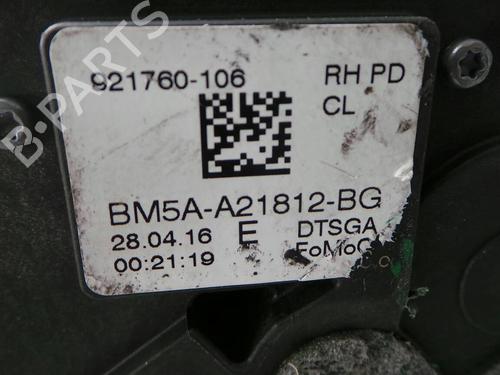 B-PARTS
921760-106 RH PD
CL
BM5A-A21812-BG
28.04.16 E DTSGA
00:21:19 FoMoC